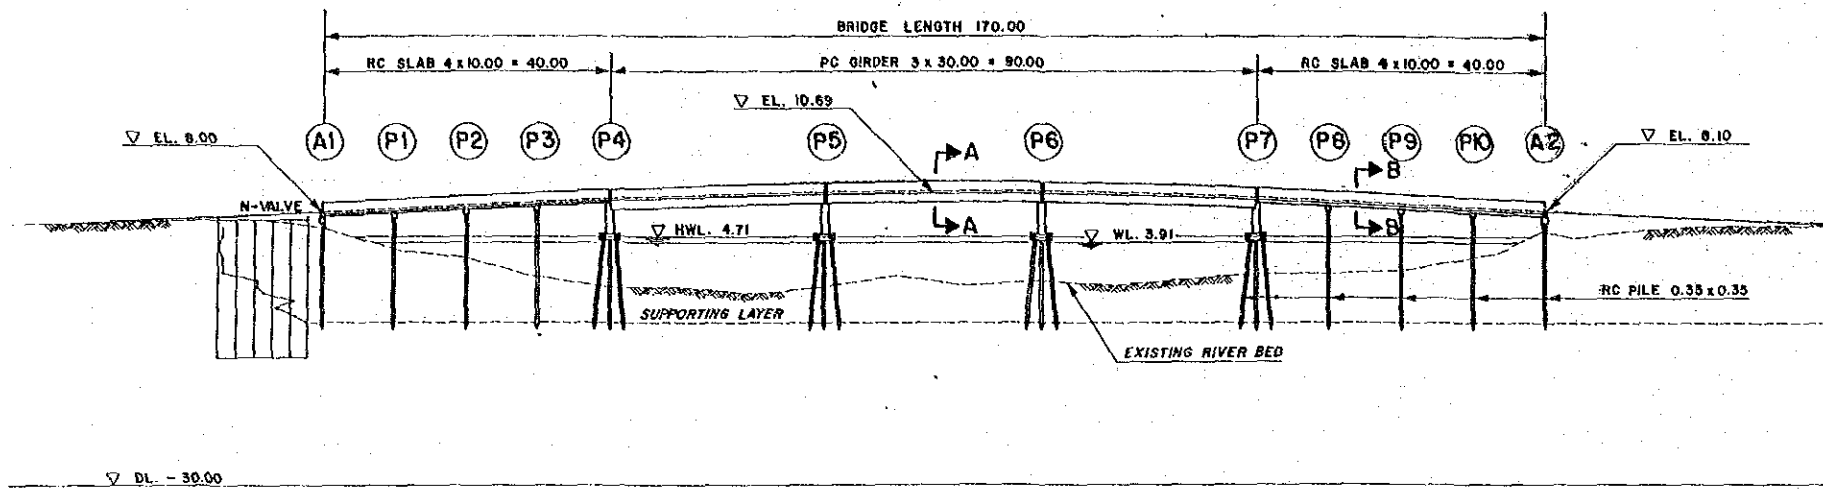 BRIDGE LENGTH 170.00
RC SLAB 4 x 10.00 = 40.00
PC GIRDER 3 x 30.00 = 90.00
RC SLAB 4 x 10.00 = 40.00
▽ EL. 10.69
▽ EL. 8.00
A1 P1 P2 P3 P4 P5 A P6 P7 P8 P9 P10 A2
▽ EL. 8.10
B
N-VALVE
▽ HWL. 4.71
A
B
▽ WL. 3.91
RC PILE 0.35 x 0.35
SUPPORTING LAYER
EXISTING RIVER BED
▽ DL. - 30.00